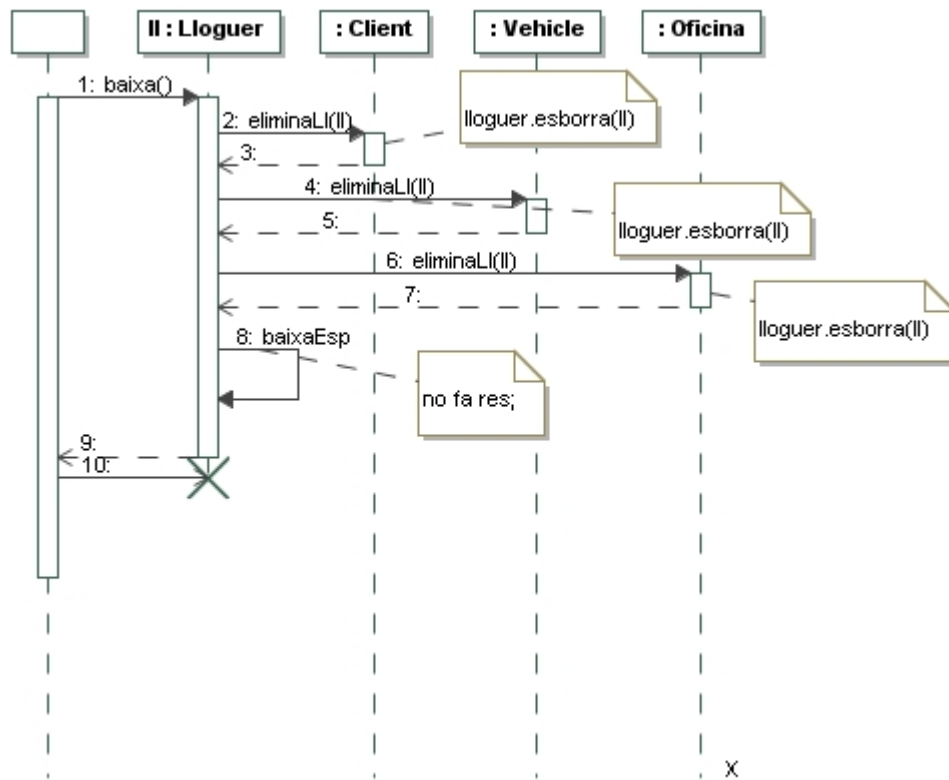 ll : Lloguer
: Client
: Vehicle
: Oficina
1: baixa()
2: eliminaLl(ll)
lloguer.esborra(ll)
3:
4: eliminaLl(ll)
5:
lloguer.esborra(ll)
6: eliminaLl(ll)
7:
lloguer.esborra(ll)
8: baixaEsp
no fa res;
9:
10:
X